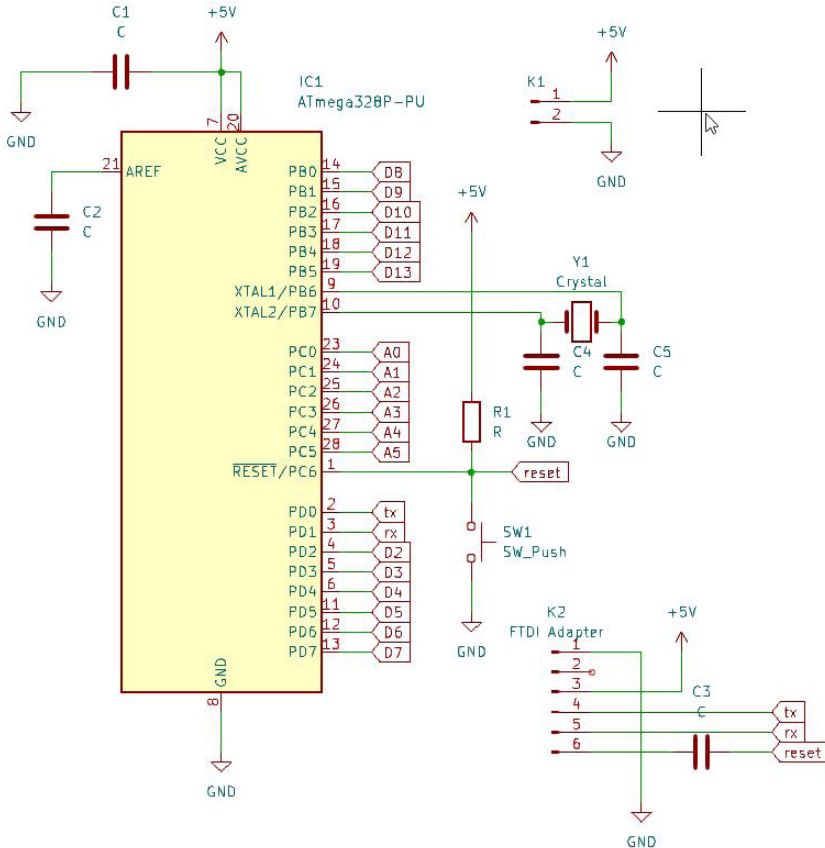 C1
C
+5V
GND
IC1
ATmega328P-PU
7
VCC
20
AVCC
21
AREF
C2
C
GND
PB0 14 D8
PB1 15 D9
PB2 16 D10
PB3 17 D11
PB4 18 D12
PB5 19 D13
XTAL1/PB6 9
XTAL2/PB7 10
PC0 23 A0
PC1 24 A1
PC2 25 A2
PC3 26 A3
PC4 27 A4
PC5 28 A5
RESET/PC6 1
PD0 2 tx
PD1 3 rx
PD2 4 D2
PD3 5 D3
PD4 6 D4
PD5 11 D5
PD6 12 D6
PD7 13 D7
GND
8
GND
K1
1
2
+5V
GND
+5V
Y1
Crystal
C4
C
C5
C
GND
GND
R1
R
reset
SW1
SW_Push
GND
K2
FTDI Adapter
+5V
1
2
3
4
5
6
C3
C
tx
rx
reset
GND